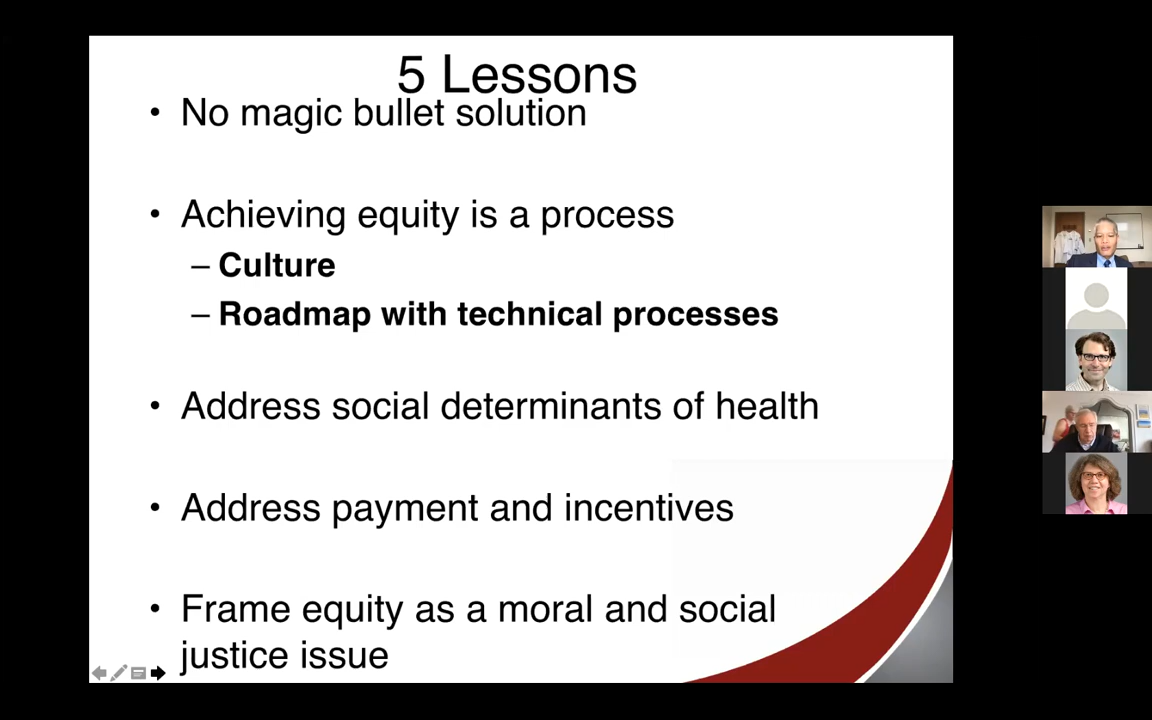 5 Lessons
• No magic bullet solution
• Achieving equity is a process
– Culture
– Roadmap with technical processes
• Address social determinants of health
• Address payment and incentives
• Frame equity as a moral and social
justice issue